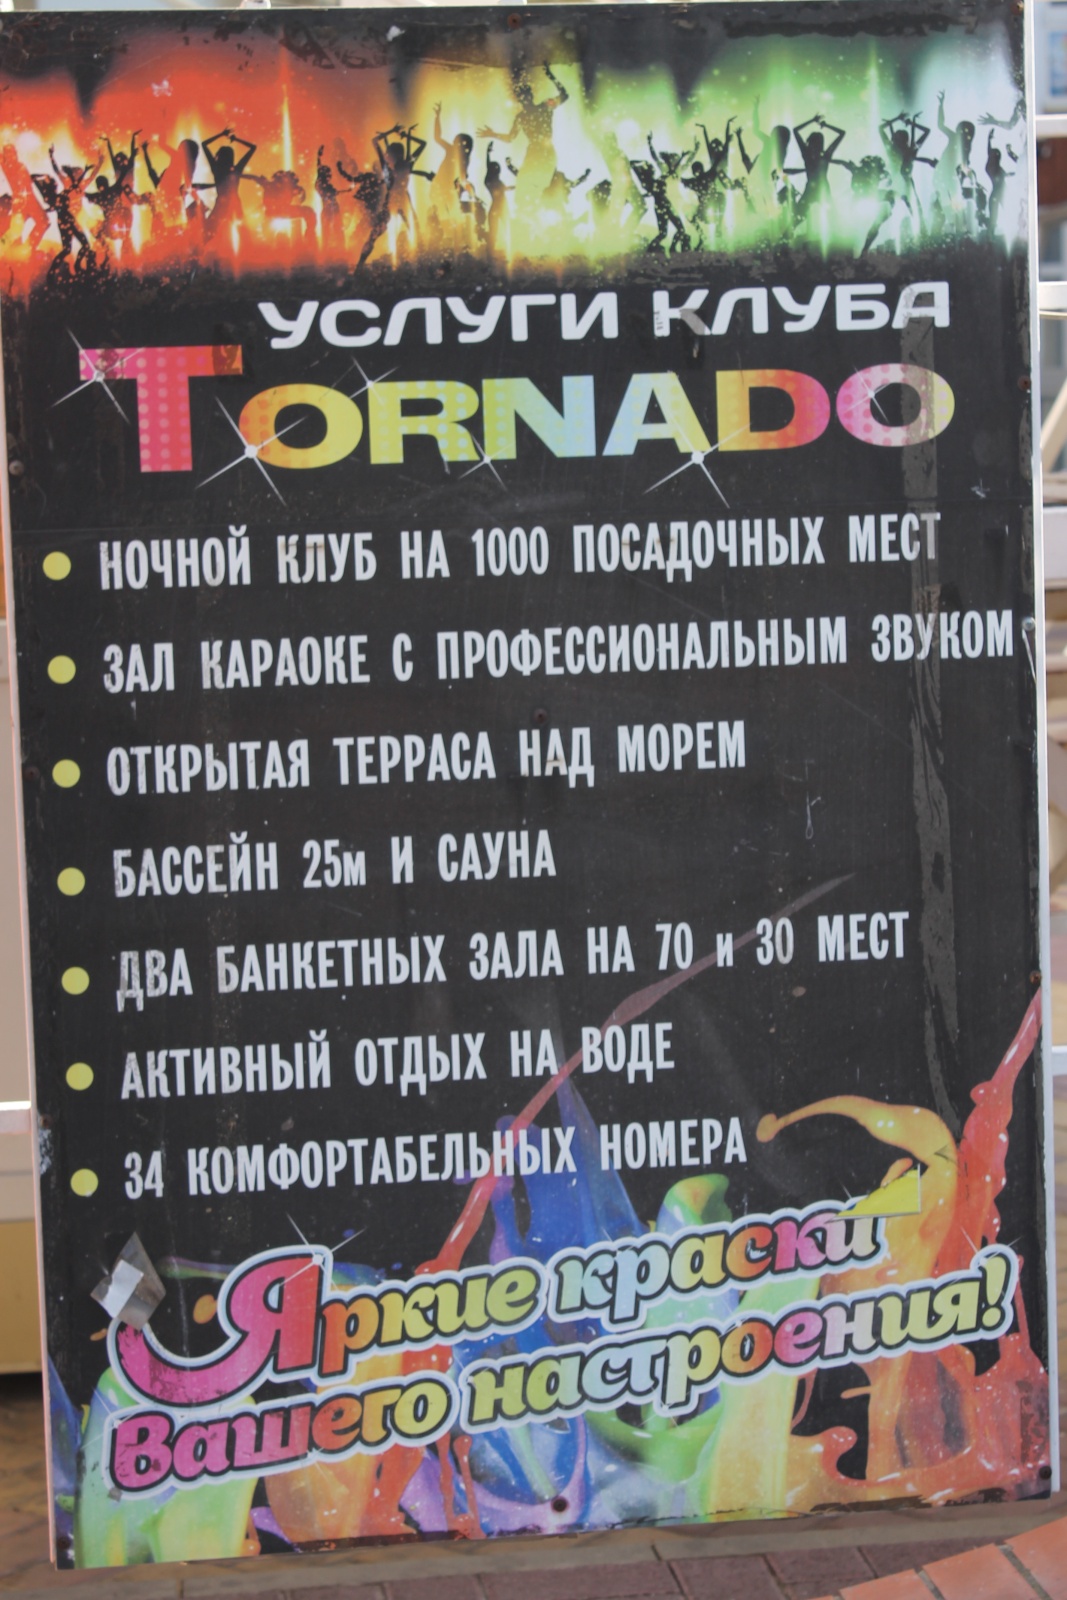 УСЛУГИ КЛУБА
TORNADO
НОЧНОЙ КЛУБ НА 1000 ПОСАДОЧНЫХ МЕСТ
ЗАЛ КАРАОКЕ С ПРОФЕССИОНАЛЬНЫМ ЗВУКОМ
ОТКРЫТАЯ ТЕРРАСА НАД МОРЕМ
БАССЕЙН 25м И САУНА
ДВА БАНКЕТНЫХ ЗАЛА НА 70 и 30 МЕСТ
АКТИВНЫЙ ОТДЫХ НА ВОДЕ
34 КОМФОРТАБЕЛЬНЫХ НОМЕРА
Яркие краски
вашего настроения!